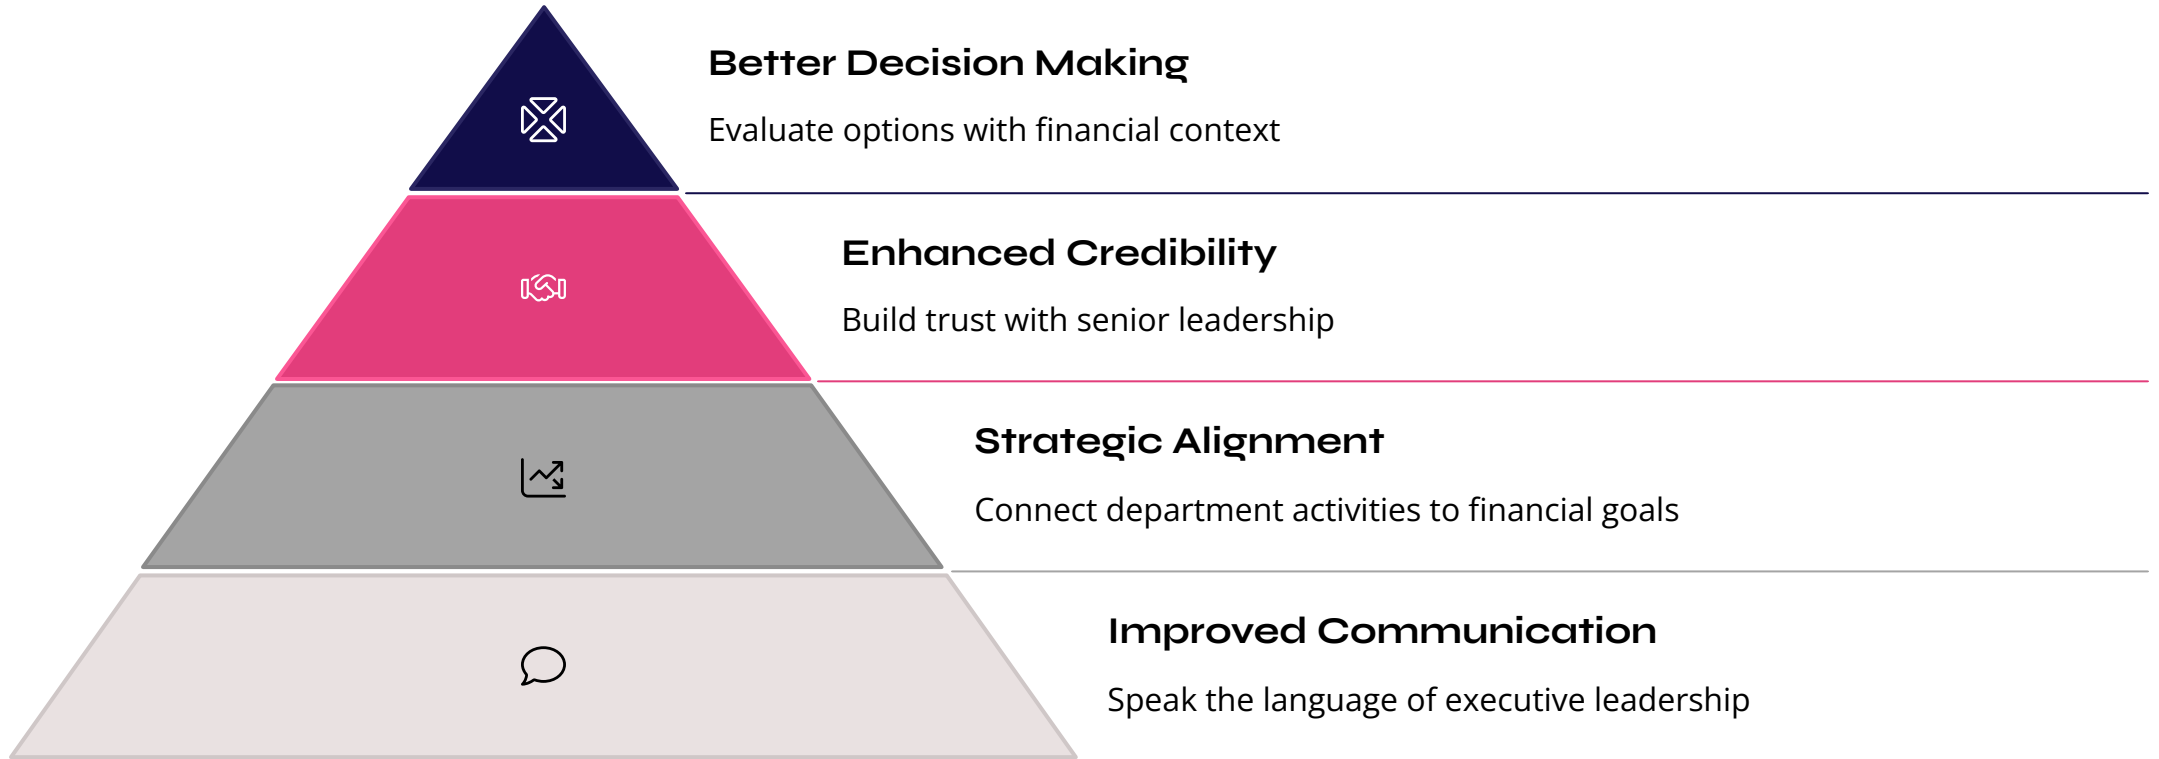 Better Decision Making
Evaluate options with financial context
Enhanced Credibility
Build trust with senior leadership
Strategic Alignment
Connect department activities to financial goals
Improved Communication
Speak the language of executive leadership